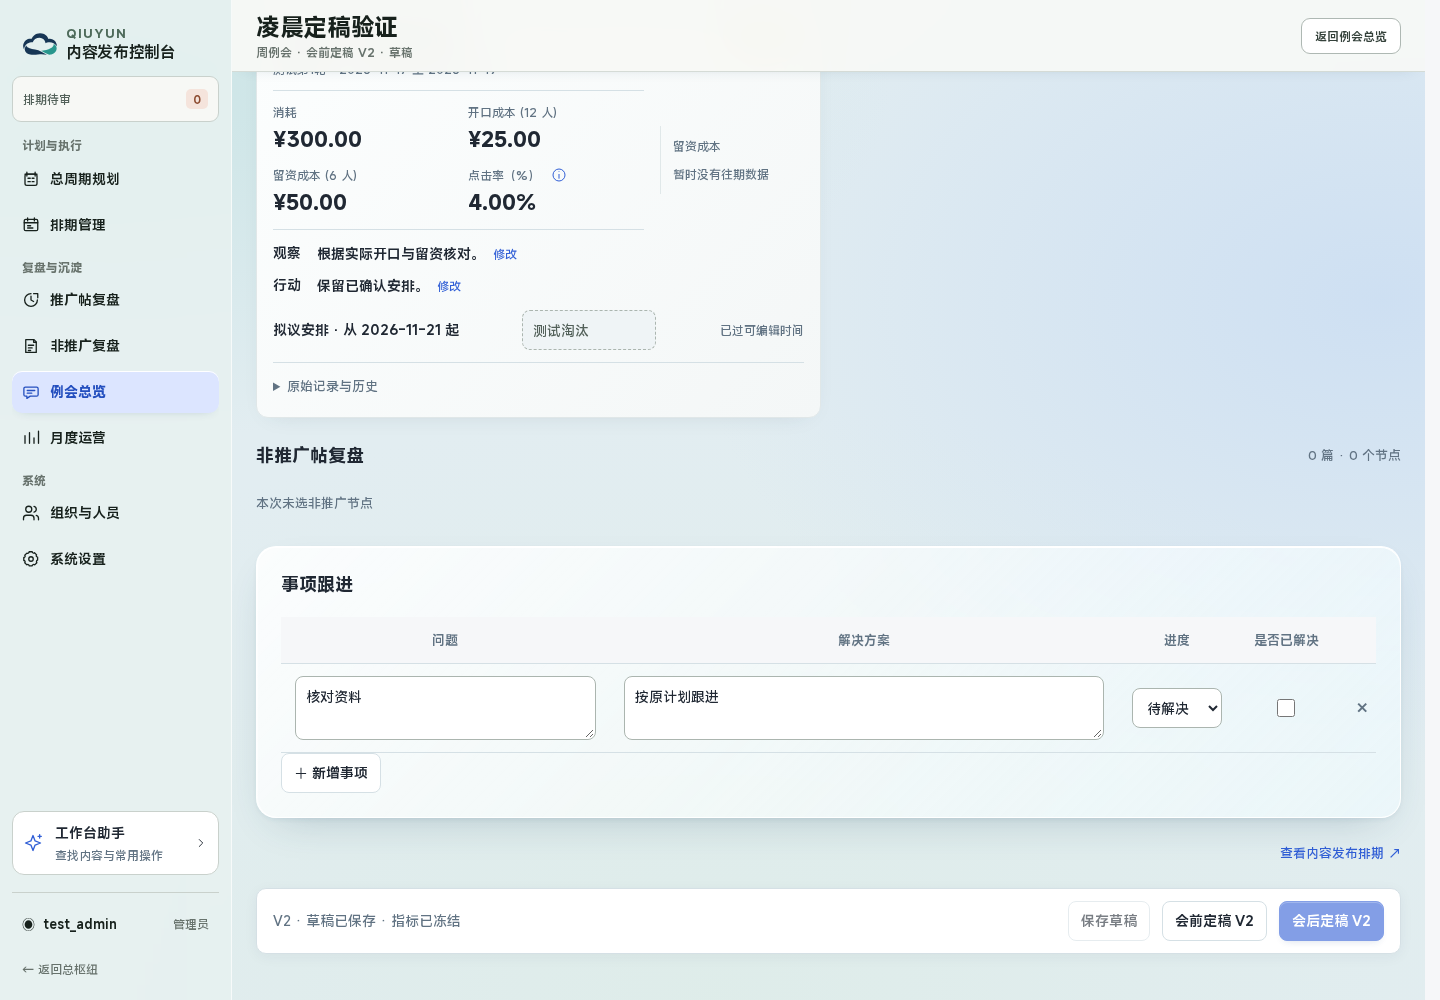 QIUYUN
内容发布控制台
排期待审 0
计划与执行
总周期规划
排期管理
复盘与沉淀
推广帖复盘
非推广复盘
例会总览
月度运营
系统
组织与人员
系统设置
工作台助手
查找内容与常用操作
test_admin 管理员
← 返回总枢纽
凌晨定稿验证
周例会 · 会前定稿 V2 · 草稿
返回例会总览
消耗
¥300.00
开口成本 (12 人)
¥25.00
留资成本 (6 人)
¥50.00
点击率 (%)
4.00%
留资成本
暂时没有往期数据
观察 根据实际开口与留资核对。 修改
行动 保留已确认安排。 修改
拟议安排 · 从 2026-11-21 起 测试淘汰 已过可编辑时间
▶ 原始记录与历史
非推广帖复盘 0 篇 · 0 个节点
本次未选非推广节点
事项跟进
问题 解决方案 进度 是否已解决
核对资料 按原计划跟进 待解决 ×
+ 新增事项
查看内容发布排期 ↗
V2 · 草稿已保存 · 指标已冻结 保存草稿 会前定稿 V2 会后定稿 V2